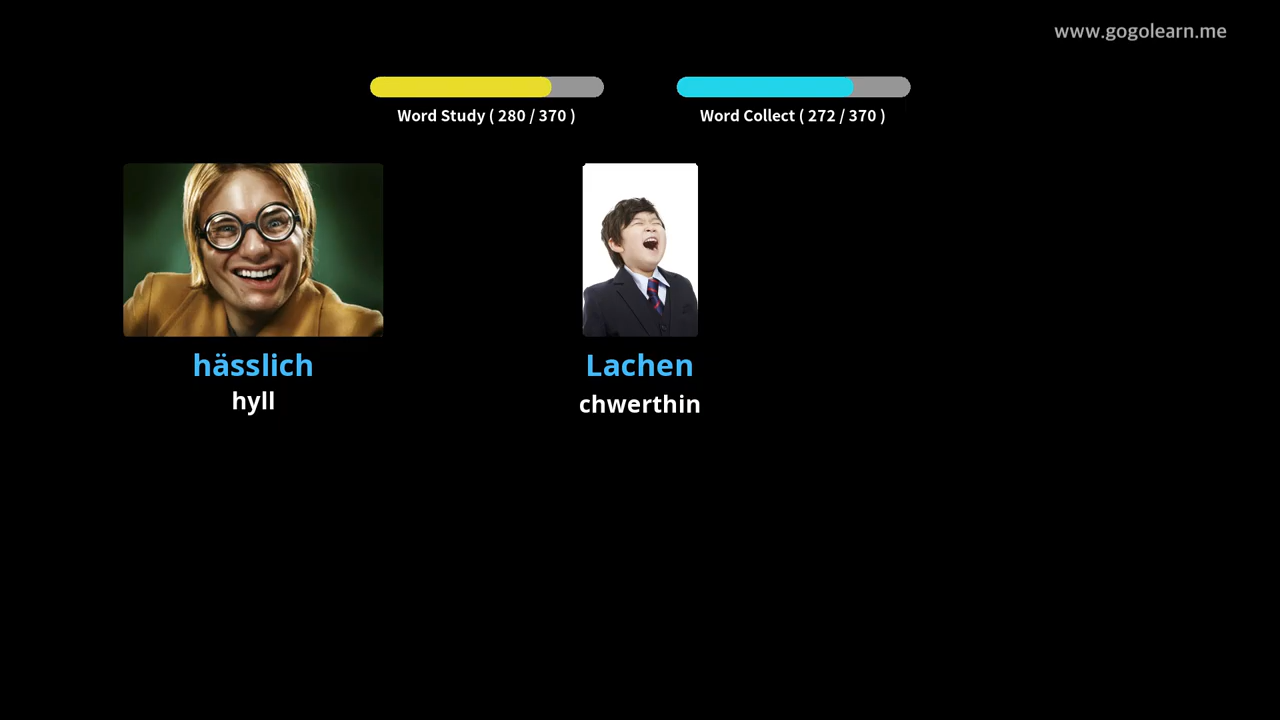 www.gogolearn.me
Word Study ( 280 / 370 )
Word Collect ( 272 / 370 )
hässlich
hyll
Lachen
chwerthin